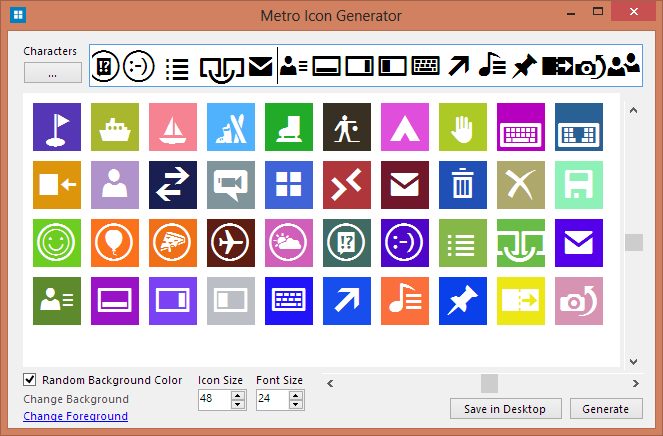 Metro Icon Generator
Characters
...
Random Background Color
Icon Size
Font Size
48
24
Change Background
Change Foreground
Save in Desktop
Generate